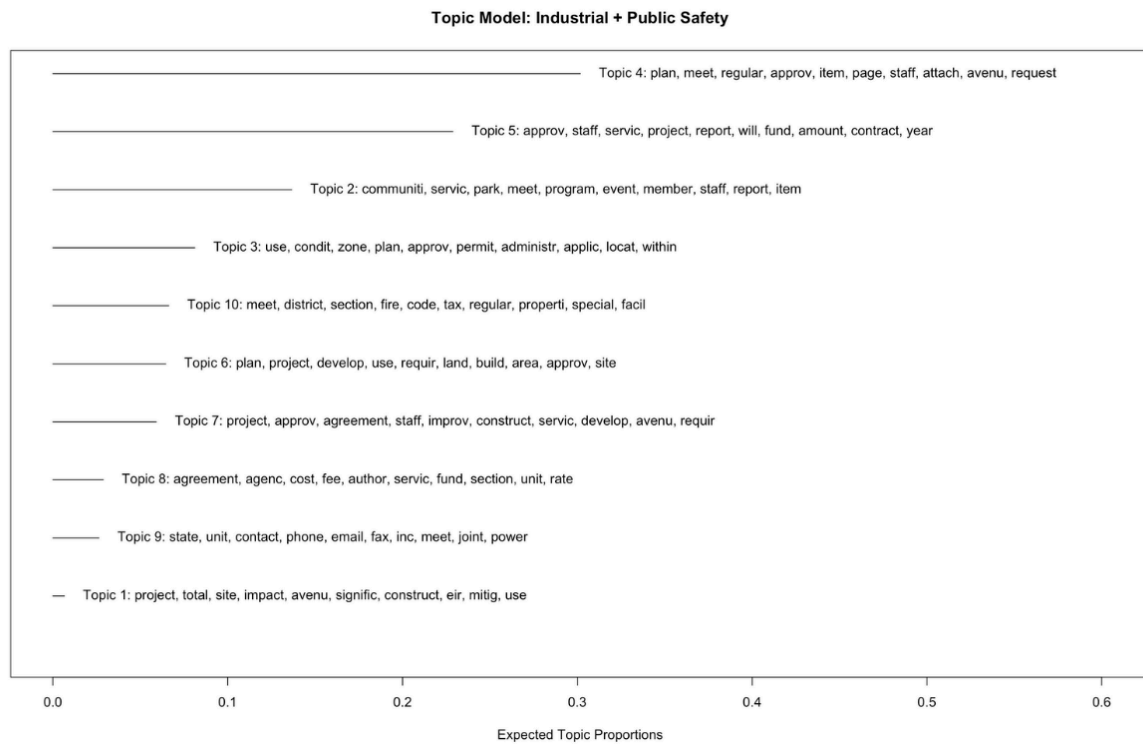 Topic Model: Industrial + Public Safety
Topic 4: plan, meet, regular, approv, item, page, staff, attach, avenu, request
Topic 5: approv, staff, servic, project, report, will, fund, amount, contract, year
Topic 2: communiti, servic, park, meet, program, event, member, staff, report, item
Topic 3: use, condit, zone, plan, approv, permit, administr, applic, locat, within
Topic 10: meet, district, section, fire, code, tax, regular, properti, special, facil
Topic 6: plan, project, develop, use, requir, land, build, area, approv, site
Topic 7: project, approv, agreement, staff, improv, construct, servic, develop, avenu, requir
Topic 8: agreement, agenc, cost, fee, author, servic, fund, section, unit, rate
Topic 9: state, unit, contact, phone, email, fax, inc, meet, joint, power
Topic 1: project, total, site, impact, avenu, signific, construct, eir, mitig, use
0.0 0.1 0.2 0.3 0.4 0.5 0.6
Expected Topic Proportions